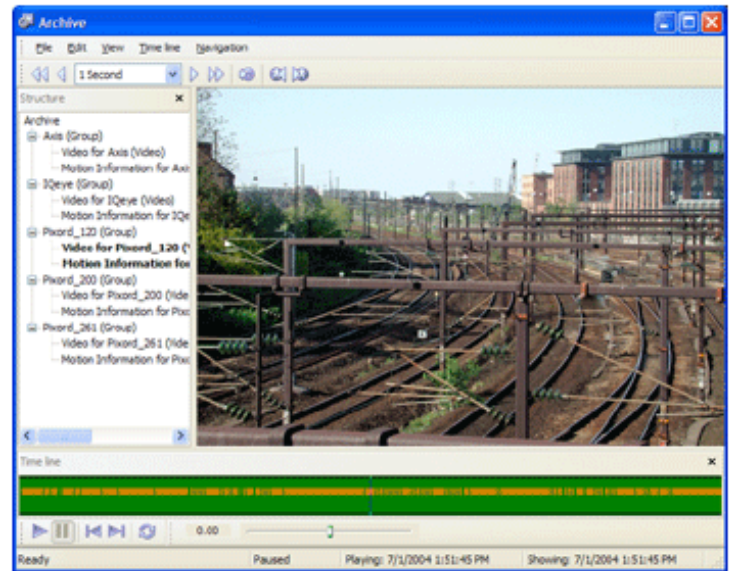 Archive
File Edit View Time line Navigation
1 Second
Structure
Archive
Axis (Group)
Video for Axis (Video)
Motion Information for Axi
IQeye (Group)
Video for IQeye (Video)
Motion Information for IQe
Pixord_120 (Group)
Video for Pixord_120 (
Motion Information fo
Pixord_200 (Group)
Video for Pixord_200 (Vide
Motion Information for Pixo
Pixord_261 (Group)
Video for Pixord_261 (Vide
Motion Information for Pixo
Time line
0.00
Ready Paused Playing: 7/1/2004 1:51:45 PM Showing: 7/1/2004 1:51:45 PM